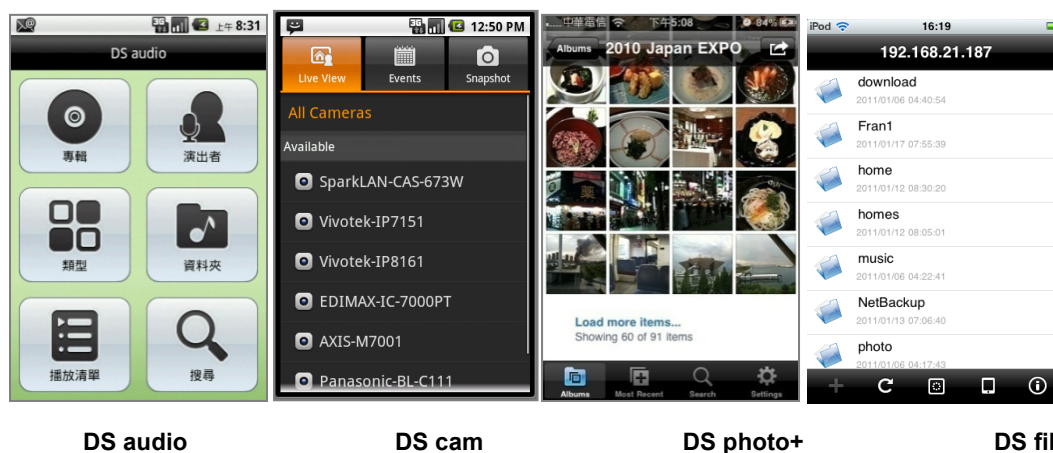 3G 上午 8:31
DS audio
專輯
演出者
類型
資料夾
播放清單
搜尋
3G 12:50 PM
Live View
Events
Snapshot
All Cameras
Available
SparkLAN-CAS-673W
Vivotek-IP7151
Vivotek-IP8161
EDIMAX-IC-7000PT
AXIS-M7001
Panasonic-BL-C111
中華電信 下午5:08 84%
Albums
2010 Japan EXPO
Load more items...
Showing 60 of 91 items
Albums
Most Recent
Search
Settings
iPod 16:19
192.168.21.187
download
2011/01/06 04:40:54
Fran1
2011/01/17 07:55:39
home
2011/01/12 08:30:20
homes
2011/01/12 08:05:01
music
2011/01/06 04:22:41
NetBackup
2011/01/13 07:06:40
photo
2011/01/06 04:17:43
DS audio
DS cam
DS photo+
DS fil